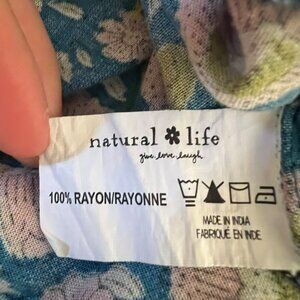 natural life
give. love. laugh.
100% RAYON/RAYONNE
MADE IN INDIA
FABRIQUÉ EN INDE